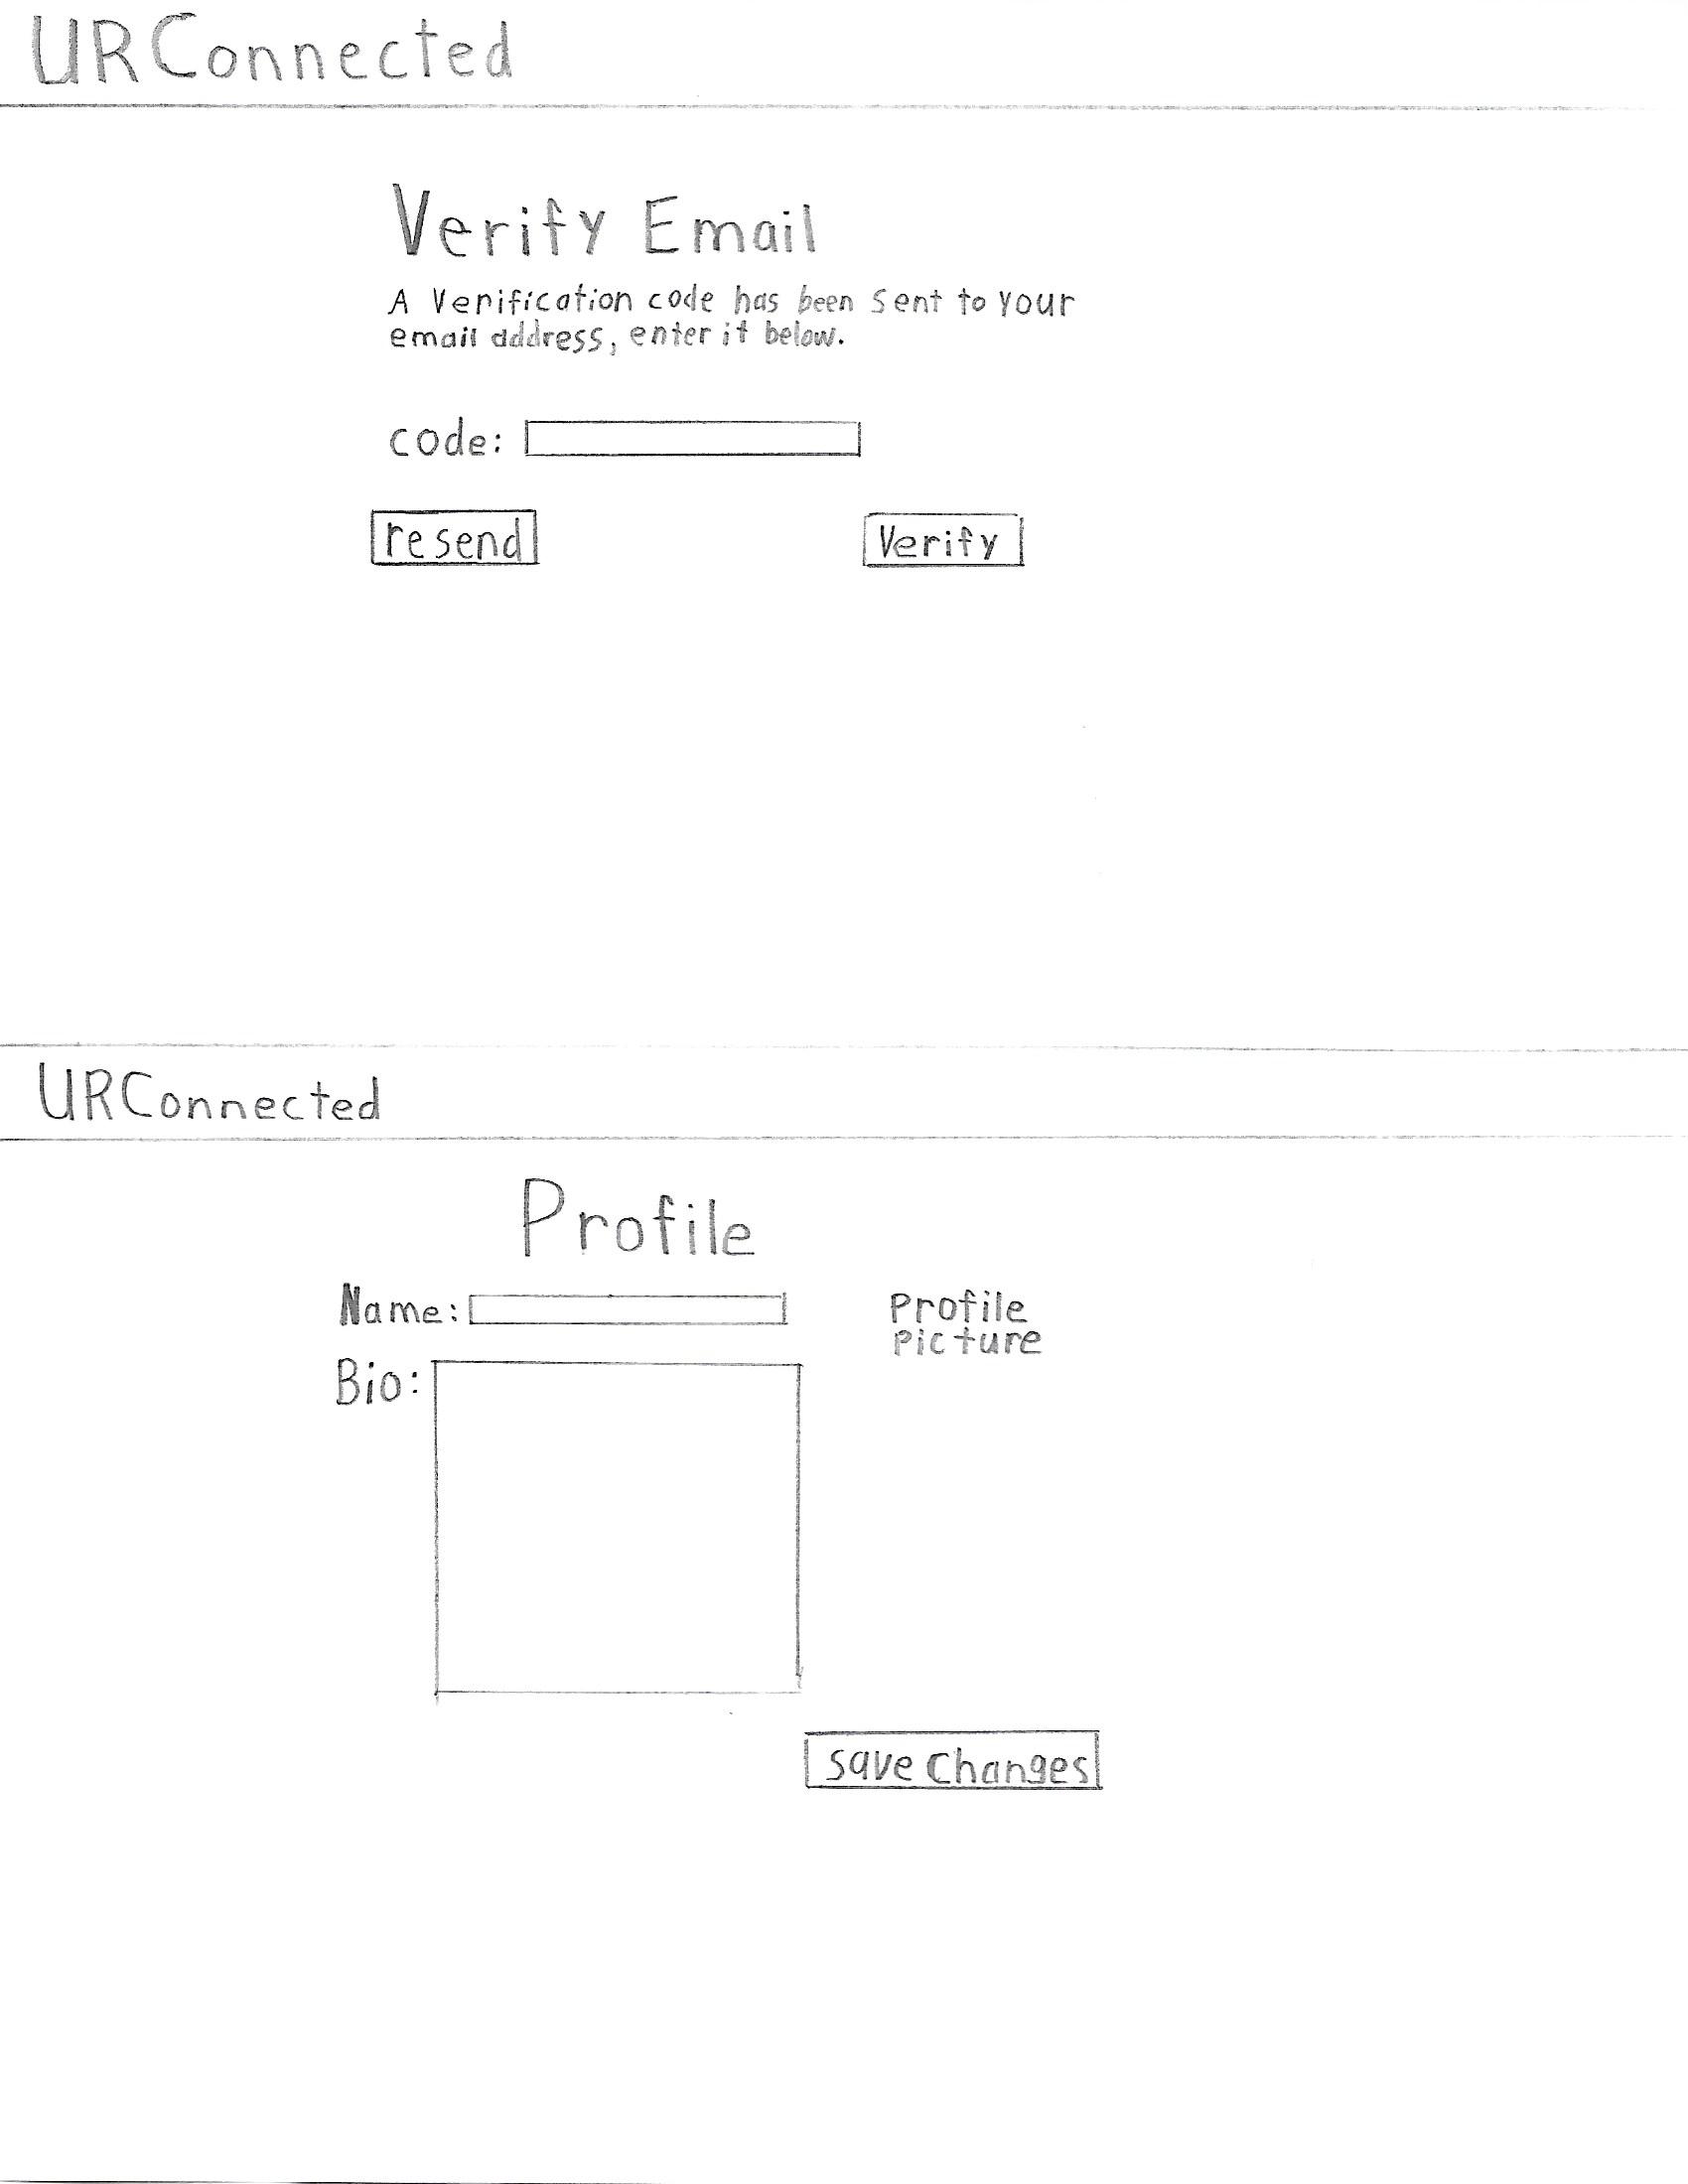 URConnected
Verify Email
A Verification code has been sent to your
email address, enter it below.
code:
resend
Verify
URConnected
Profile
Name:
Profile
picture
Bio:
save changes